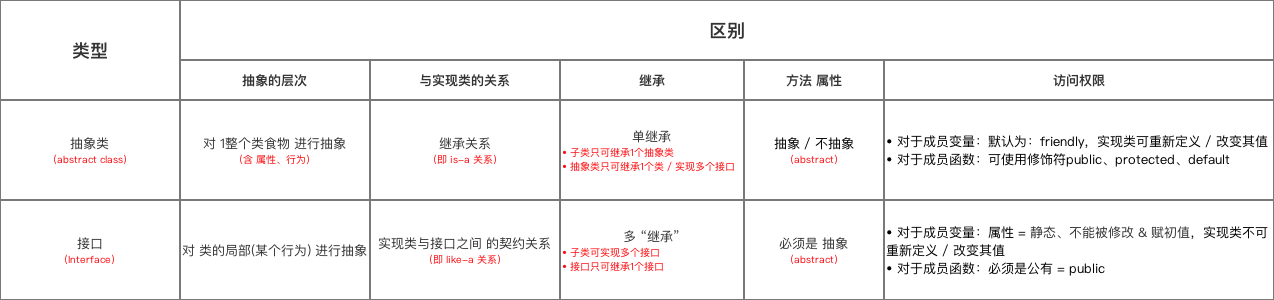 类型
区别
抽象的层次
与实现类的关系
继承
方法 属性
访问权限
抽象类
(abstract class)
对 1整个类食物 进行抽象
(含 属性、行为)
继承关系
(即 is-a 关系)
单继承
• 子类只可继承1个抽象类
• 抽象类只可继承1个类 / 实现多个接口
抽象 / 不抽象
(abstract)
• 对于成员变量：默认为：friendly，实现类可重新定义 / 改变其值
• 对于成员函数：可使用修饰符public、protected、default
接口
(Interface)
对 类的局部(某个行为) 进行抽象
实现类与接口之间 的契约关系
(即 like-a 关系)
多 “继承”
• 子类可实现多个接口
• 接口只可继承1个接口
必须是 抽象
(abstract)
• 对于成员变量：属性 = 静态、不能被修改 & 赋初值，实现类不可
重新定义 / 改变其值
• 对于成员函数：必须是公有 = public